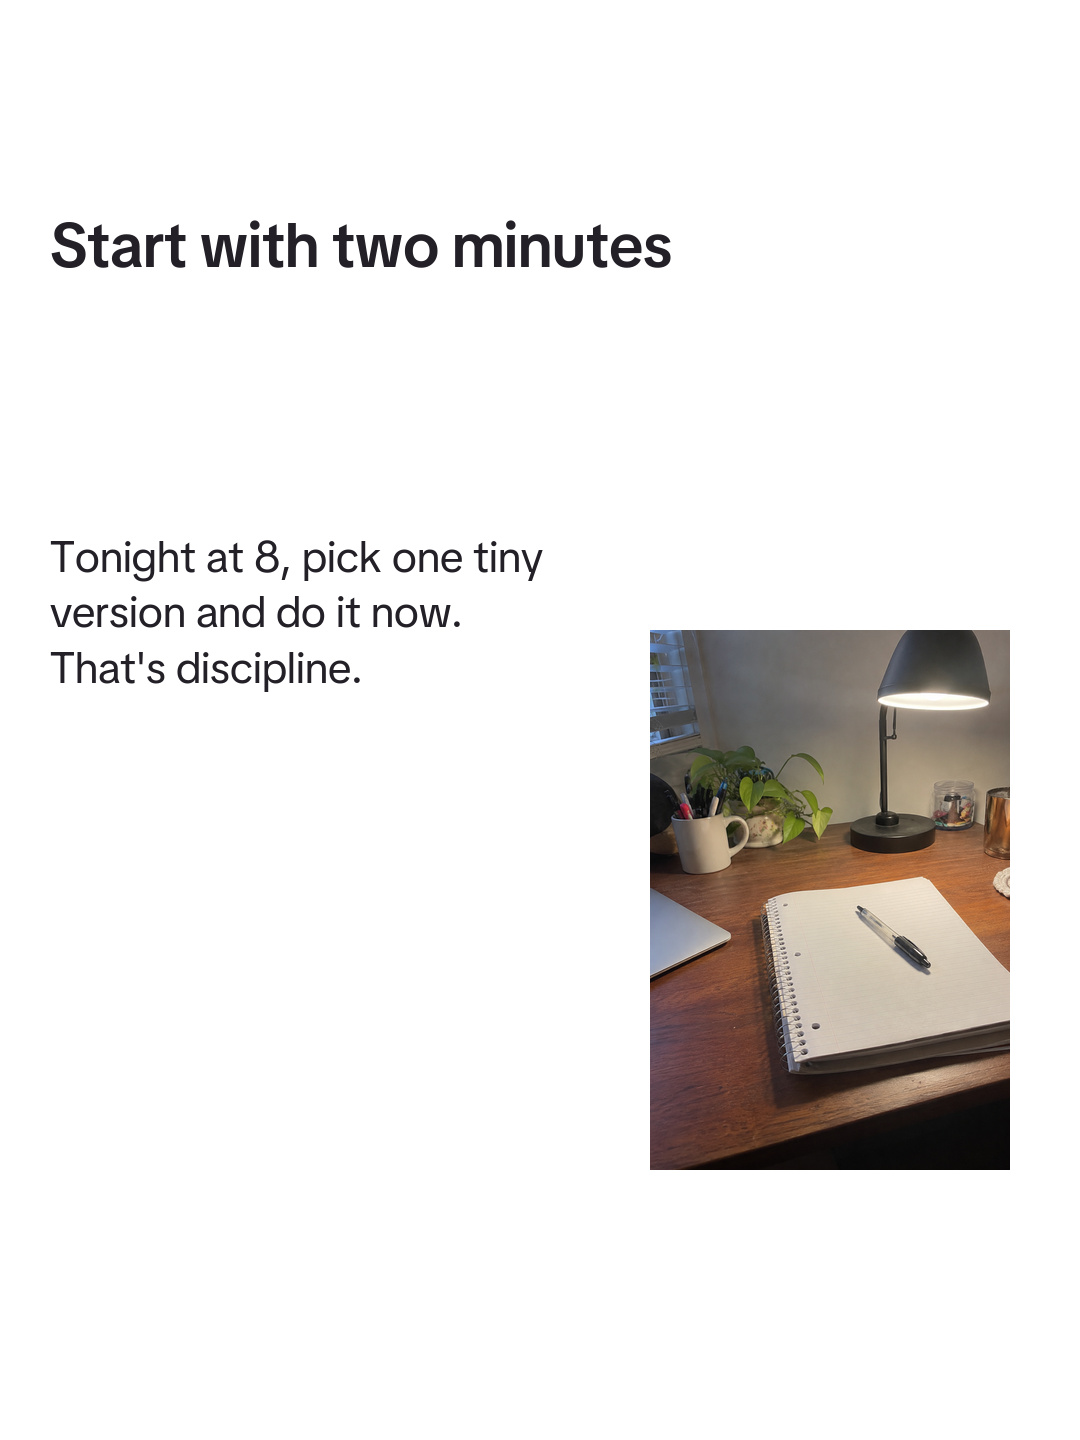 Start with two minutes
Tonight at 8, pick one tiny
version and do it now.
That's discipline.